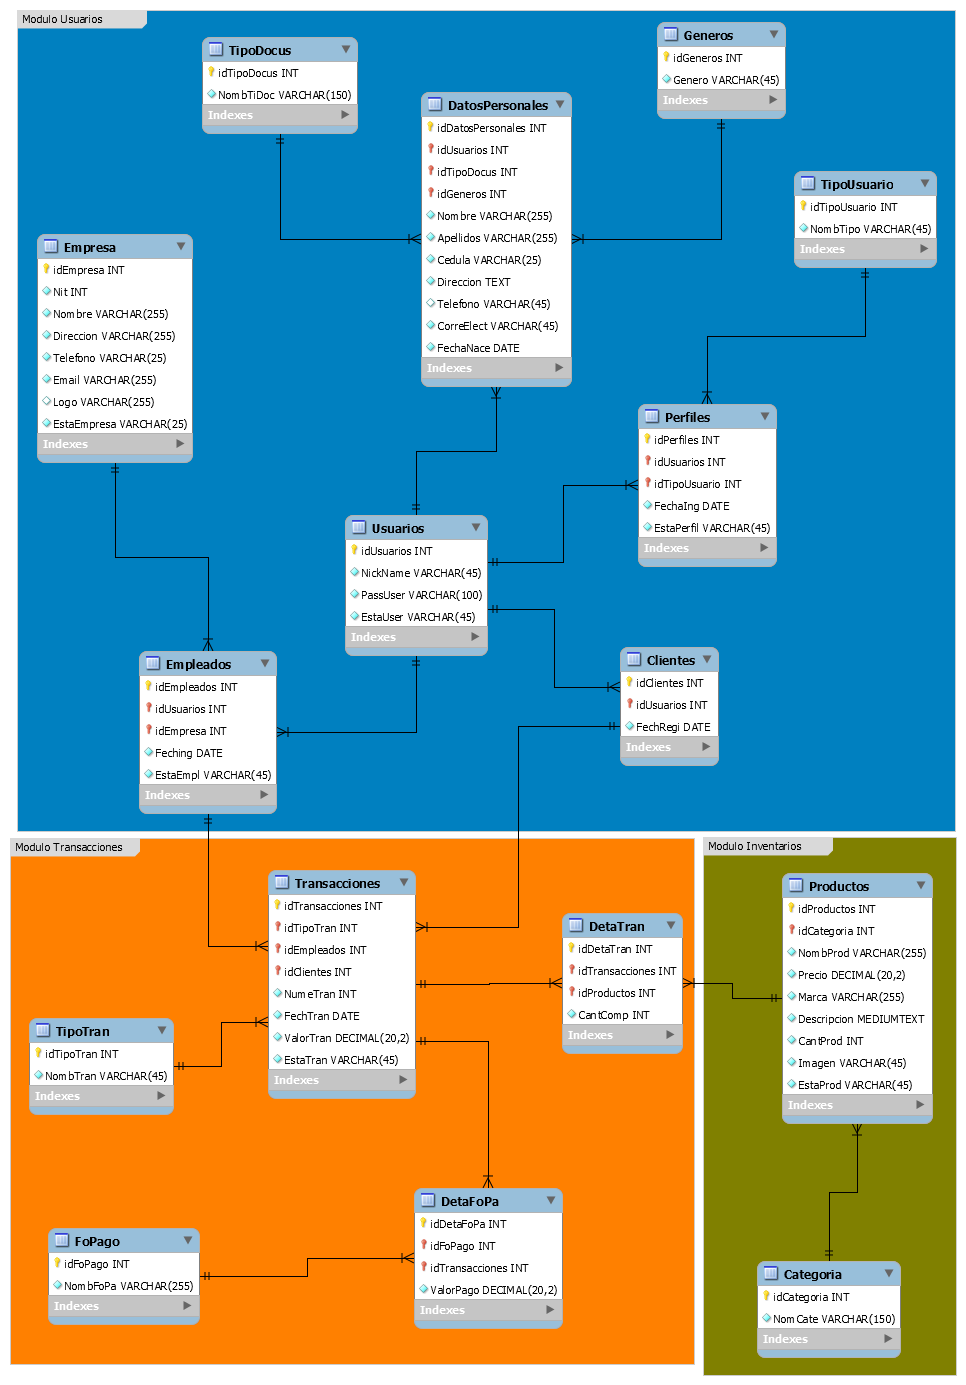 Modulo Usuarios
TipoDocus
idTipoDocus INT
NombTiDoc VARCHAR(150)
Indexes
Generos
idGeneros INT
Genero VARCHAR(45)
Indexes
DatosPersonales
idDatosPersonales INT
idUsuarios INT
idTipoDocus INT
idGeneros INT
Nombre VARCHAR(255)
Apellidos VARCHAR(255)
Cedula VARCHAR(25)
Direccion TEXT
Telefono VARCHAR(45)
CorreElect VARCHAR(45)
FechaNace DATE
Indexes
TipoUsuario
idTipoUsuario INT
NombTipo VARCHAR(45)
Indexes
Empresa
idEmpresa INT
Nit INT
Nombre VARCHAR(255)
Direccion VARCHAR(255)
Telefono VARCHAR(25)
Email VARCHAR(255)
Logo VARCHAR(255)
EstaEmpresa VARCHAR(25)
Indexes
Perfiles
idPerfiles INT
idUsuarios INT
idTipoUsuario INT
FechaIng DATE
EstaPerfil VARCHAR(45)
Indexes
Usuarios
idUsuarios INT
NickName VARCHAR(45)
PassUser VARCHAR(100)
EstaUser VARCHAR(45)
Indexes
Empleados
idEmpleados INT
idUsuarios INT
idEmpresa INT
FechIng DATE
EstaEmpl VARCHAR(45)
Indexes
Clientes
idClientes INT
idUsuarios INT
FechRegi DATE
Indexes
Modulo Transacciones
Transacciones
idTransacciones INT
idTipoTran INT
idEmpleados INT
idClientes INT
NumeTran INT
FechTran DATE
ValorTran DECIMAL(20,2)
EstaTran VARCHAR(45)
Indexes
DetaTran
idDetaTran INT
idTransacciones INT
idProductos INT
CantComp INT
Indexes
TipoTran
idTipoTran INT
NombTran VARCHAR(45)
Indexes
DetaFoPa
idDetaFoPa INT
idFoPago INT
idTransacciones INT
ValorPago DECIMAL(20,2)
Indexes
FoPago
idFoPago INT
NombFoPa VARCHAR(255)
Indexes
Modulo Inventarios
Productos
idProductos INT
idCategoria INT
NombProd VARCHAR(255)
Precio DECIMAL(20,2)
Marca VARCHAR(255)
Descripcion MEDIUMTEXT
CantProd INT
Imagen VARCHAR(45)
EstaProd VARCHAR(45)
Indexes
Categoria
idCategoria INT
NomCate VARCHAR(150)
Indexes